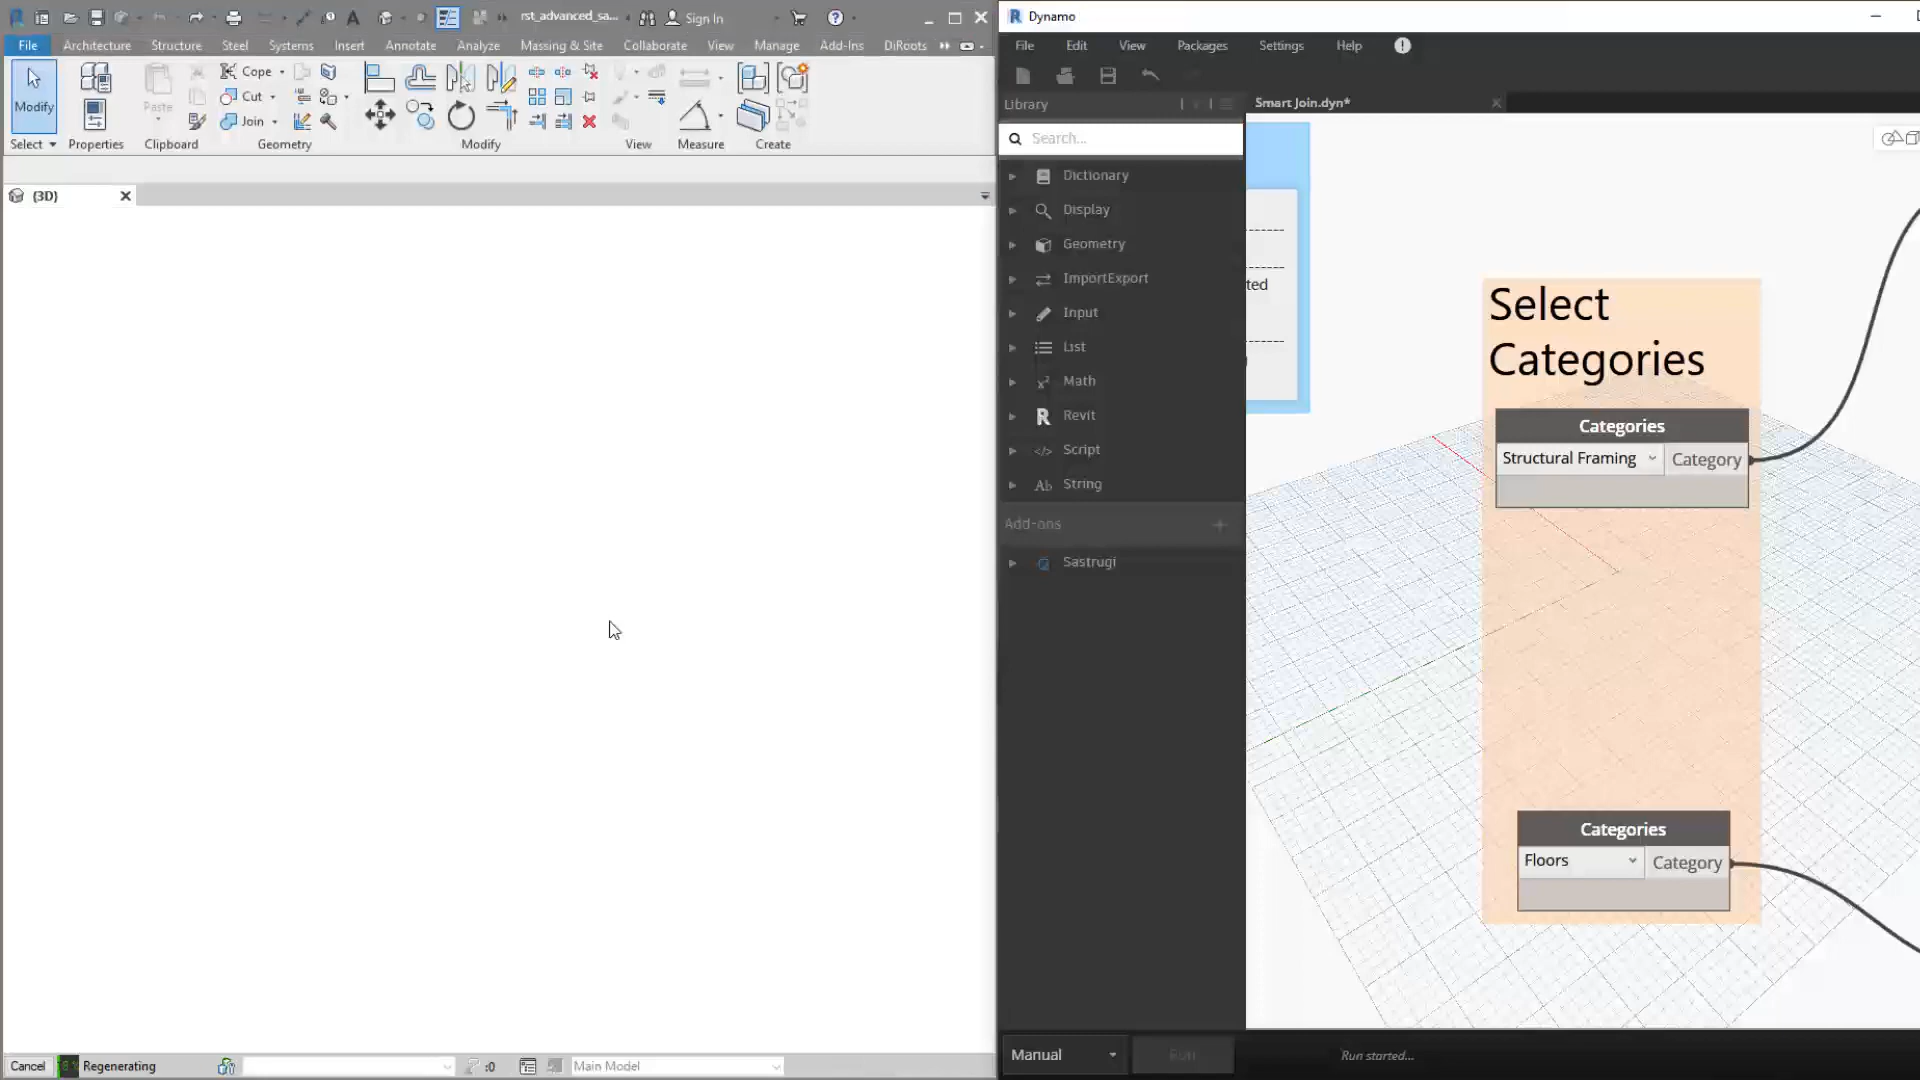 rst_advanced_sa...
Sign In
File
Architecture
Structure
Steel
Systems
Insert
Annotate
Analyze
Massing & Site
Collaborate
View
Manage
Add-Ins
DiRoots
Modify
Paste
Cope
Cut
Join
Select
Properties
Clipboard
Geometry
Modify
View
Measure
Create
(3D)
Cancel
Regenerating
:0
Main Model
Dynamo
File
Edit
View
Packages
Settings
Help
Library
Smart Join.dyn*
Search...
Dictionary
Display
Geometry
ImportExport
Input
List
Math
Revit
Script
String
Add-ons
Sastrugi
ted
Select
Categories
Categories
Structural Framing
Category
Categories
Floors
Category
Manual
Run
Run started...